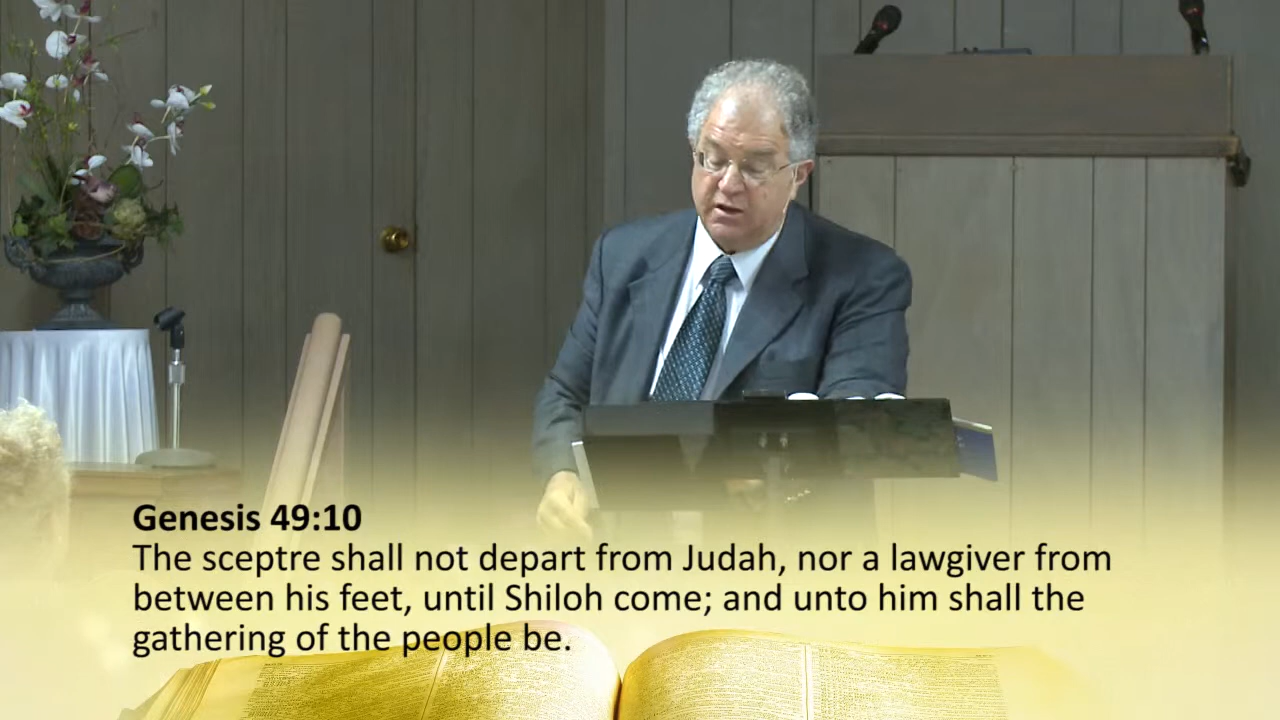 Genesis 49:10
The sceptre shall not depart from Judah, nor a lawgiver from
between his feet, until Shiloh come; and unto him shall the
gathering of the people be.